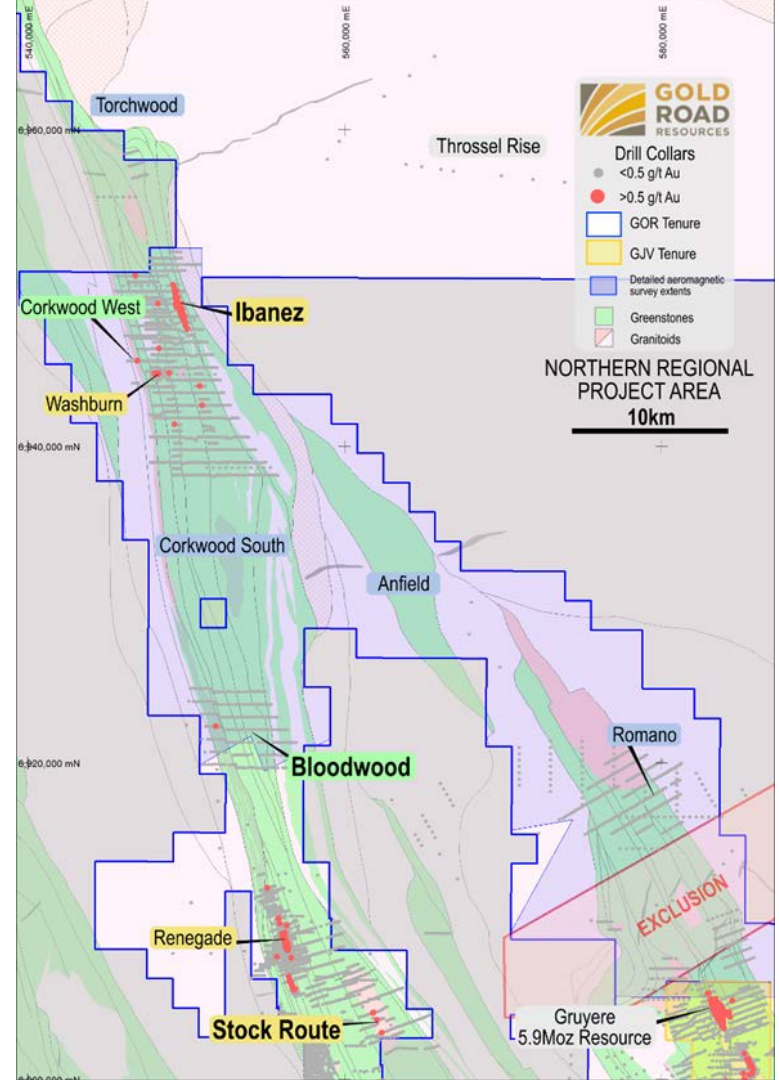 540,000 mE
560,000 mE
580,000 mE
Torchwood
6,960,000 mN
Throssel Rise
GOLD
ROAD
RESOURCES
Drill Collars
<0.5 g/t Au
>0.5 g/t Au
GOR Tenure
GJV Tenure
Detailed aeromagnetic
survey extents
Greenstones
Granitoids
Corkwood West
Ibanez
NORTHERN REGIONAL
PROJECT AREA
10km
Washburn
6,940,000 mN
Corkwood South
Anfield
Romano
6,920,000 mN
Bloodwood
EXCLUSION
Renegade
Stock Route
Gruyere
5.9Moz Resource